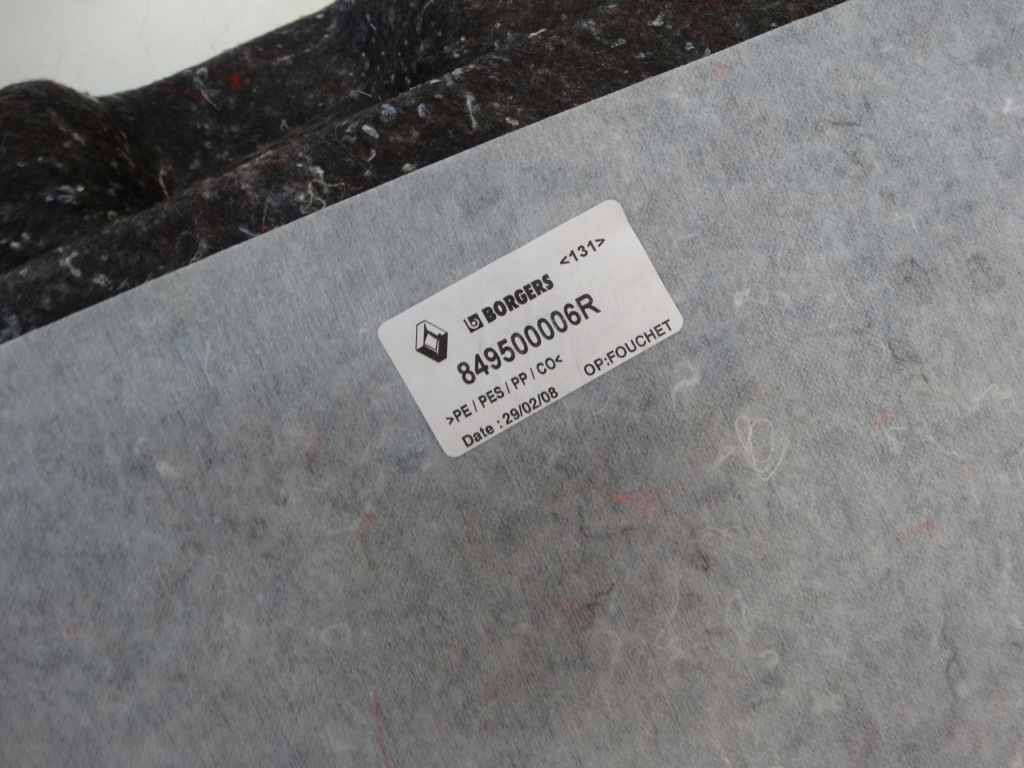 BORGERS <131>
849500006R
>PE / PES / PP / CO<
Date : 29/02/08 OP:FOUCHET